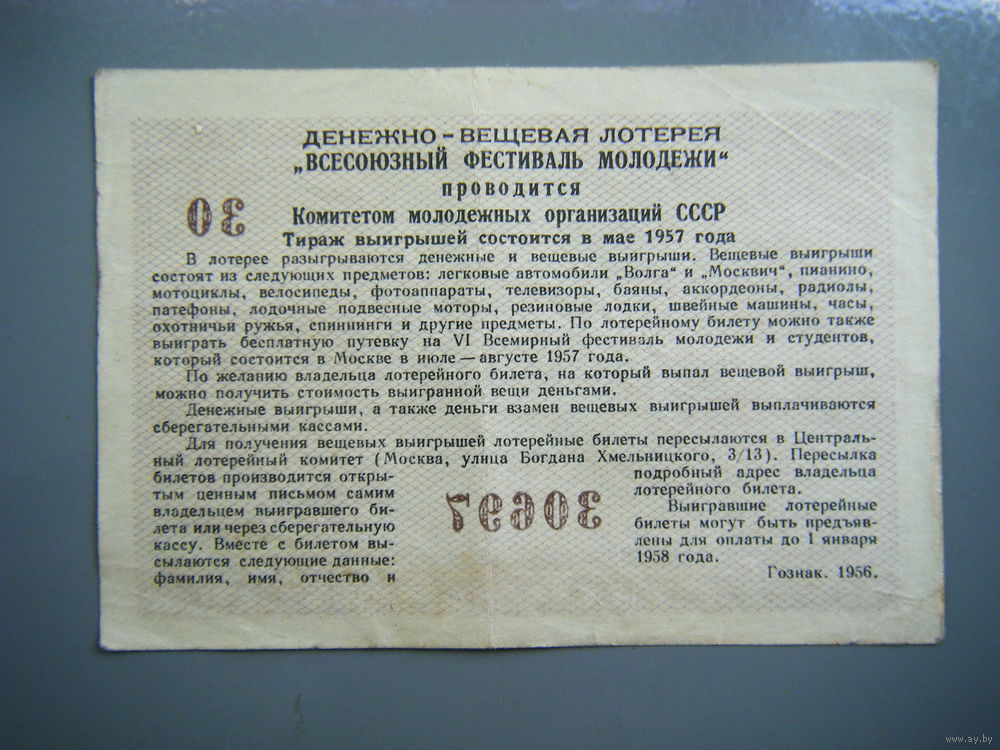 ДЕНЕЖНО-ВЕЩЕВАЯ ЛОТЕРЕЯ
„ВСЕСОЮЗНЫЙ ФЕСТИВАЛЬ МОЛОДЕЖИ“
проводится
Комитетом молодежных организаций СССР
Тираж выигрышей состоится в мае 1957 года
В лотерее разыгрываются денежные и вещевые выигрыши. Вещевые выигрыши
состоят из следующих предметов: легковые автомобили „Волга“ и „Москвич“, пианино,
мотоциклы, велосипеды, фотоаппараты, телевизоры, баяны, аккордеоны, радиолы,
патефоны, лодочные подвесные моторы, резиновые лодки, швейные машины, часы,
охотничьи ружья, спиннинги и другие предметы. По лотерейному билету можно также
выиграть бесплатную путевку на VI Всемирный фестиваль молодежи и студентов,
который состоится в Москве в июле — августе 1957 года.
По желанию владельца лотерейного билета, на который выпал вещевой выигрыш,
можно получить стоимость выигранной вещи деньгами.
Денежные выигрыши, а также деньги взамен вещевых выигрышей выплачиваются
сберегательными кассами.
Для получения вещевых выигрышей лотерейные билеты пересылаются в Централь-
ный лотерейный комитет (Москва, улица Богдана Хмельницкого, 3/13). Пересылка
билетов производится откры-
тым ценным письмом самим
владельцем выигравшего би-
лета или через сберегательную
кассу. Вместе с билетом вы-
сылаются следующие данные:
фамилия, имя, отчество и
подробный адрес владельца
лотерейного билета.
Выигравшие лотерейные
билеты могут быть предъяв-
лены для оплаты до 1 января
1958 года.
Гознак. 1956.
www.ay.by